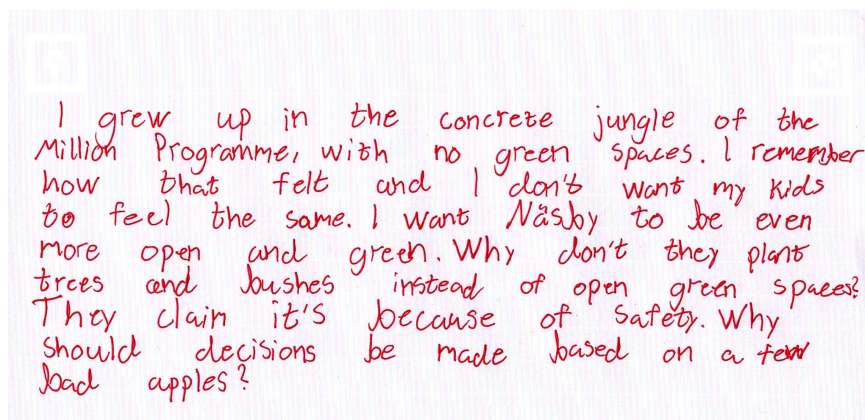 I grew up in the concrete jungle of the
Million Programme, with no green spaces. I remember
how that felt and I don't want my kids
to feel the same. I want Näsby to be even
more open and green. Why don't they plant
trees and bushes instead of open green spaces?
They claim it's because of safety. Why
should decisions be made based on a few
bad apples?